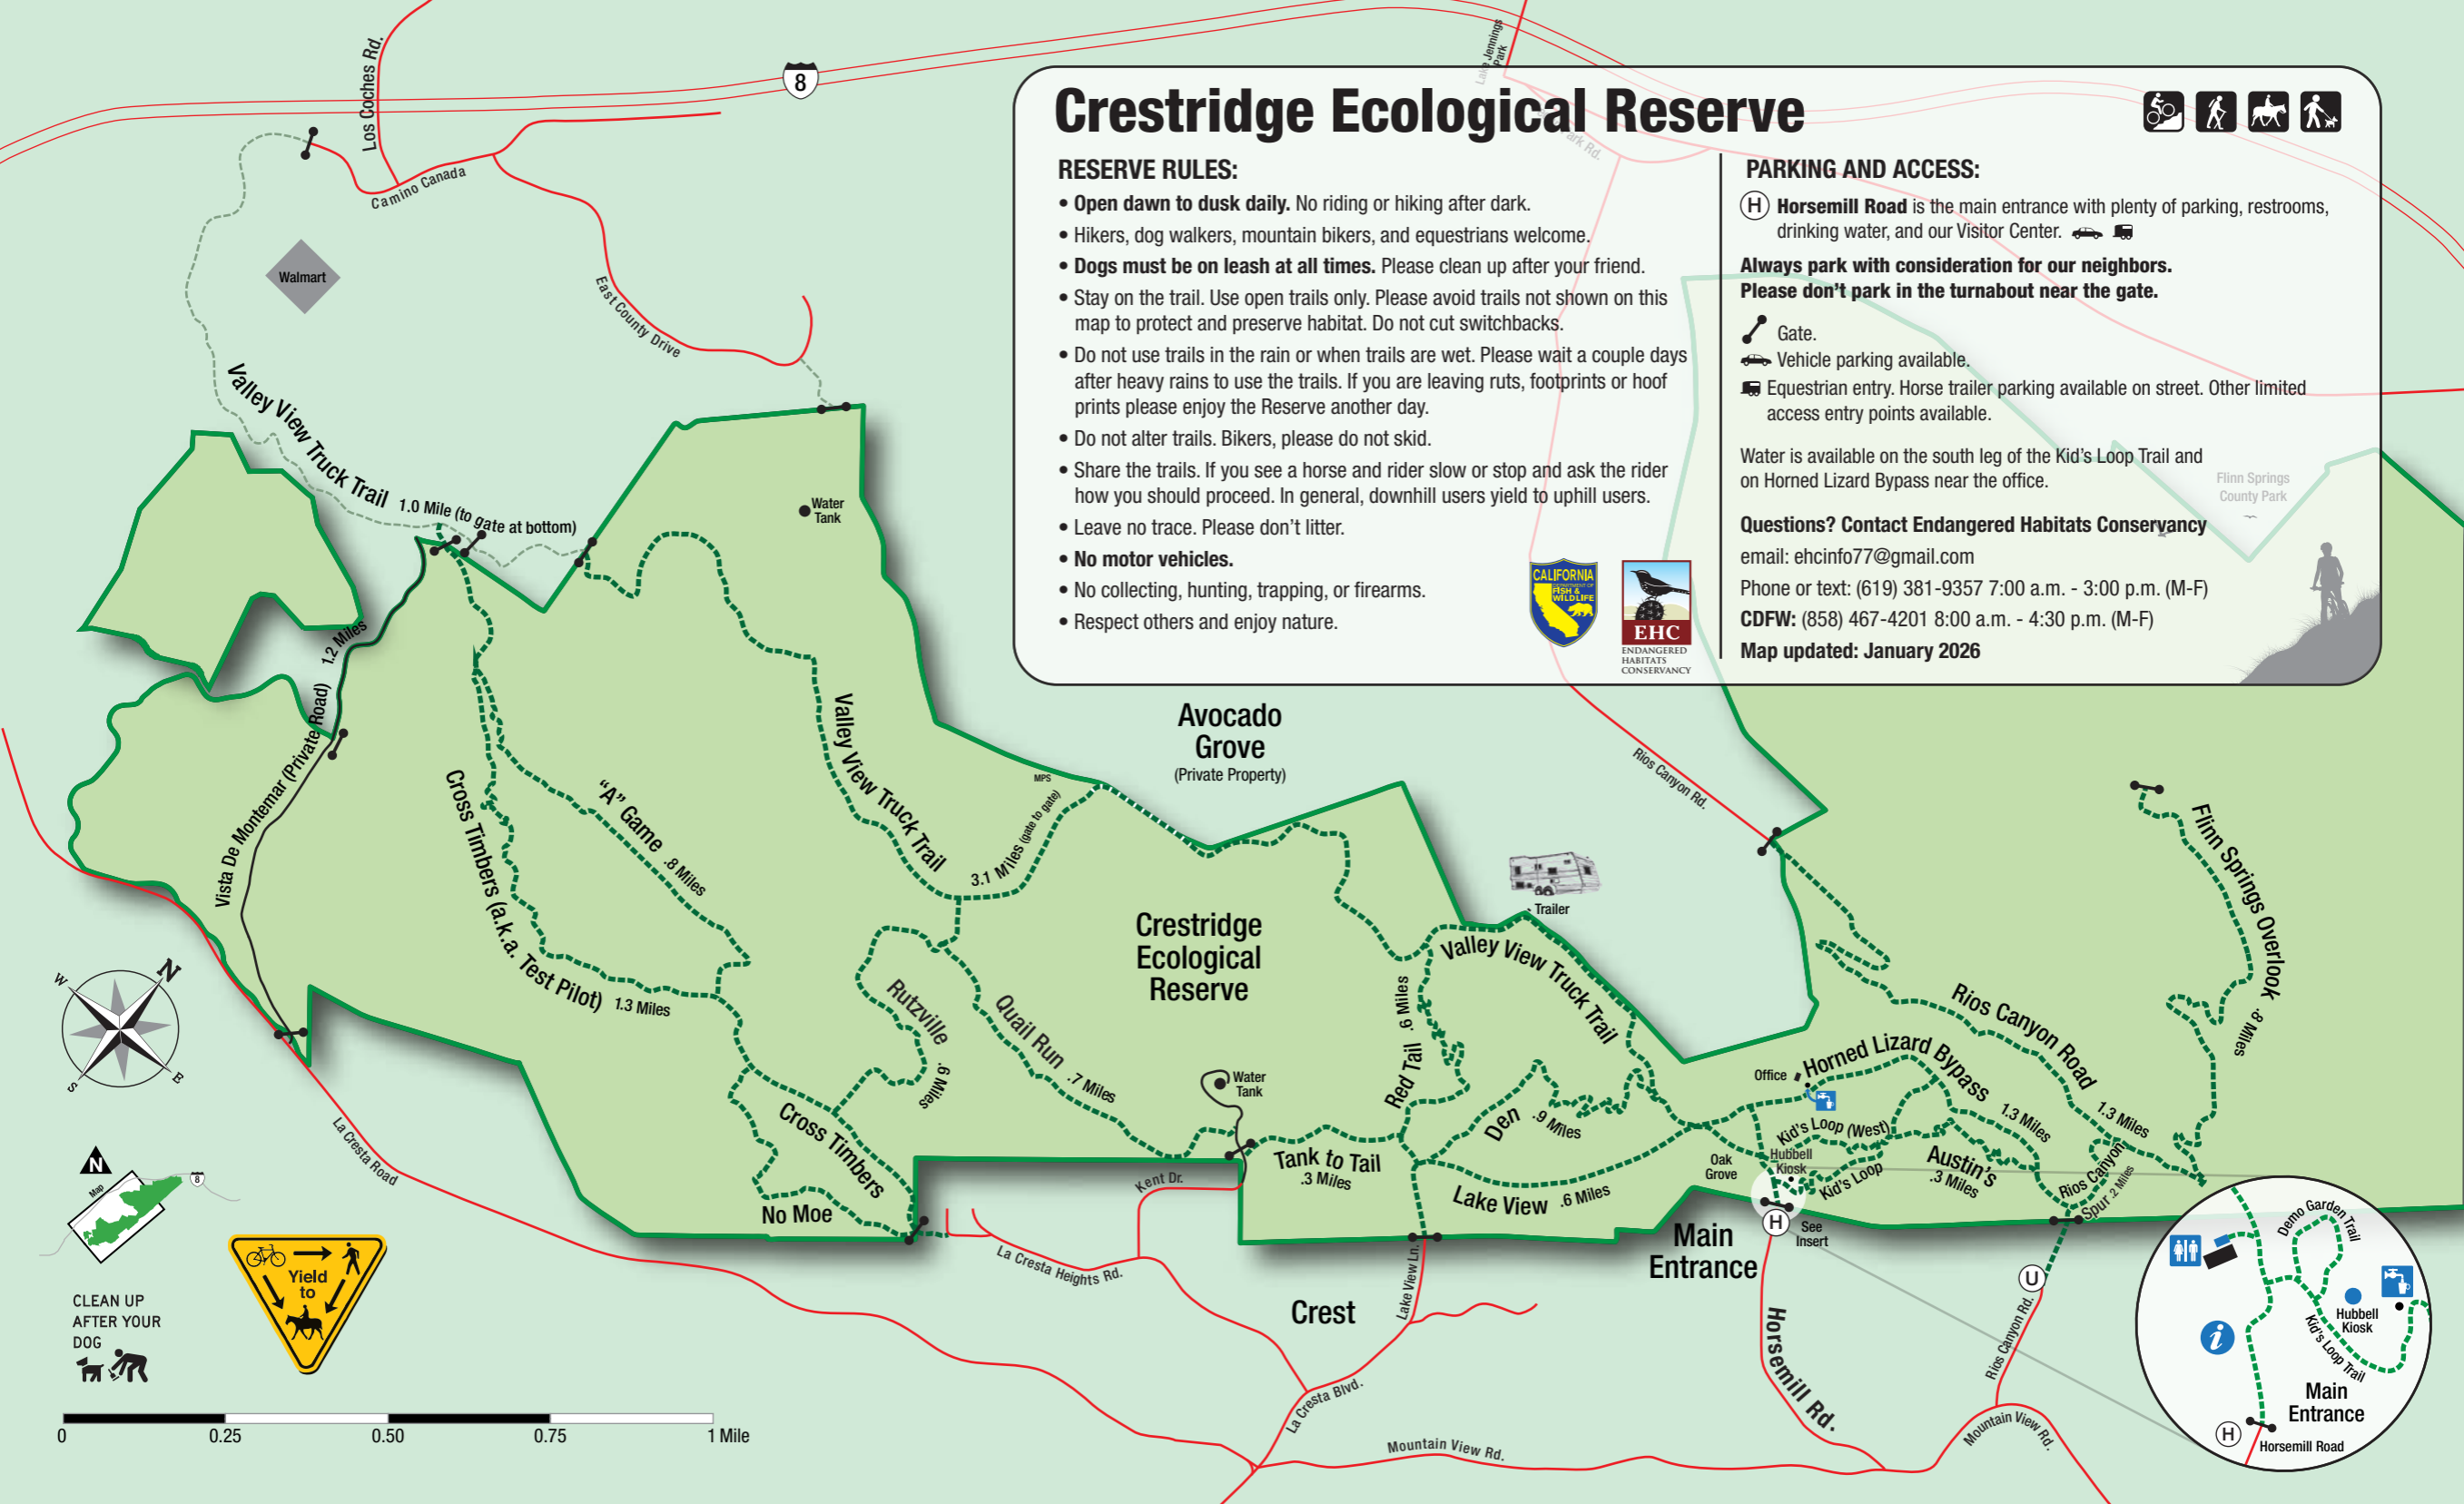 Crestridge Ecological Reserve
RESERVE RULES:
• Open dawn to dusk daily. No riding or hiking after dark.
• Hikers, dog walkers, mountain bikers, and equestrians welcome.
• Dogs must be on leash at all times. Please clean up after your friend.
• Stay on the trail. Use open trails only. Please avoid trails not shown on this
map to protect and preserve habitat. Do not cut switchbacks.
• Do not use trails in the rain or when trails are wet. Please wait a couple days
after heavy rains to use the trails. If you are leaving ruts, footprints or hoof
prints please enjoy the Reserve another day.
• Do not alter trails. Bikers, please do not skid.
• Share the trails. If you see a horse and rider slow or stop and ask the rider
how you should proceed. In general, downhill users yield to uphill users.
• Leave no trace. Please don't litter.
• No motor vehicles.
• No collecting, hunting, trapping, or firearms.
• Respect others and enjoy nature.
CALIFORNIA
DEPARTMENT OF
FISH &
WILDLIFE
EHC
ENDANGERED
HABITATS
CONSERVANCY
PARKING AND ACCESS:
H Horsemill Road is the main entrance with plenty of parking, restrooms,
drinking water, and our Visitor Center.
Always park with consideration for our neighbors.
Please don't park in the turnabout near the gate.
Gate.
Vehicle parking available.
Equestrian entry. Horse trailer parking available on street. Other limited
access entry points available.
Water is available on the south leg of the Kid's Loop Trail and
on Horned Lizard Bypass near the office.
Questions? Contact Endangered Habitats Conservancy
email: ehcinfo77@gmail.com
Phone or text: (619) 381-9357 7:00 a.m. - 3:00 p.m. (M-F)
CDFW: (858) 467-4201 8:00 a.m. - 4:30 p.m. (M-F)
Map updated: January 2026
Flinn Springs
County Park
Lake Jennings
Park
ark Rd.
8
Los Coches Rd.
Camino Canada
Walmart
East County Drive
Valley View Truck Trail 1.0 Mile (to gate at bottom)
Water
Tank
1.2 Miles
Vista De Montemar (Private Road)
Cross Timbers (a.k.a. Test Pilot) 1.3 Miles
"A" Game .8 Miles
Valley View Truck Trail
3.1 Miles (gate to gate)
MPS
Avocado
Grove
(Private Property)
Rios Canyon Rd.
Trailer
Crestridge
Ecological
Reserve
Rutzville .6 Miles
Quail Run .7 Miles
Water
Tank
Red Tail .6 Miles
Valley View Truck Trail
Den .9 Miles
Tank to Tail
.3 Miles
Lake View .6 Miles
Cross Timbers
No Moe
Kent Dr.
La Cresta Heights Rd.
La Cresta Road
Crest
Lake View Ln.
La Cresta Blvd.
Mountain View Rd.
Main
Entrance
H
See
Insert
Horsemill Rd.
Oak
Grove
Office
Horned Lizard Bypass 1.3 Miles
Kid's Loop (West)
Hubbell
Kiosk
Kid's Loop
Austin's
.3 Miles
Rios Canyon Road 1.3 Miles
Rios Canyon
Spur .2 Miles
Flinn Springs Overlook .8 Miles
U
Rios Canyon Rd.
Mountain View Rd.
Demo Garden Trail
Hubbell
Kiosk
Kid's Loop Trail
i
Main
Entrance
H
Horsemill Road
N
W
S
E
N
Map
8
Yield
to
CLEAN UP
AFTER YOUR
DOG
0 0.25 0.50 0.75 1 Mile